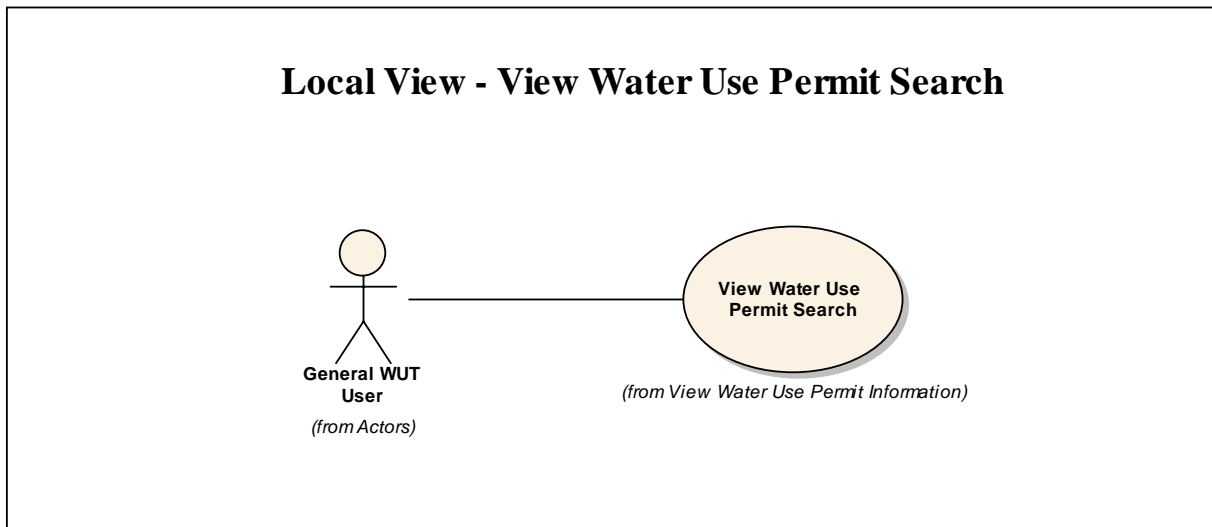 Local View - View Water Use Permit Search
View Water Use
Permit Search
General WUT
User
(from View Water Use Permit Information)
(from Actors)